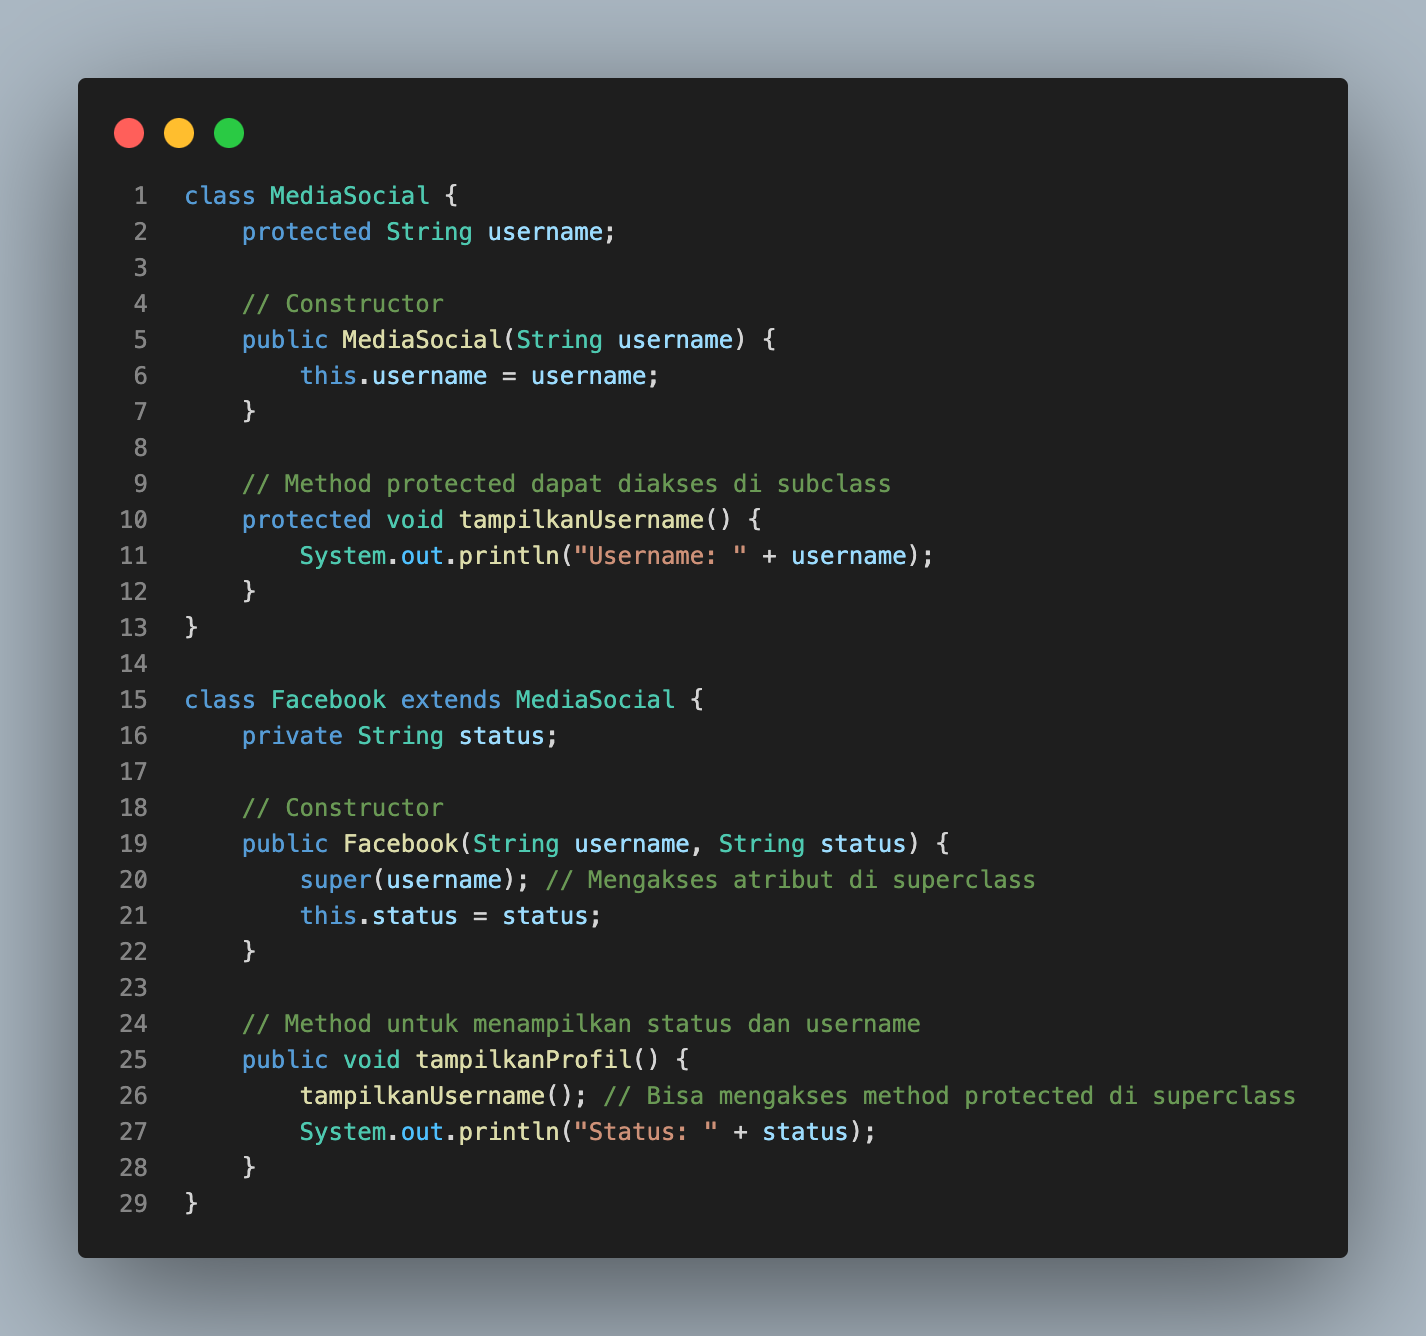 1 class MediaSocial {
2     protected String username;
3
4     // Constructor
5     public MediaSocial(String username) {
6         this.username = username;
7     }
8
9     // Method protected dapat diakses di subclass
10     protected void tampilkanUsername() {
11         System.out.println("Username: " + username);
12     }
13 }
14
15 class Facebook extends MediaSocial {
16     private String status;
17
18     // Constructor
19     public Facebook(String username, String status) {
20         super(username); // Mengakses atribut di superclass
21         this.status = status;
22     }
23
24     // Method untuk menampilkan status dan username
25     public void tampilkanProfil() {
26         tampilkanUsername(); // Bisa mengakses method protected di superclass
27         System.out.println("Status: " + status);
28     }
29 }